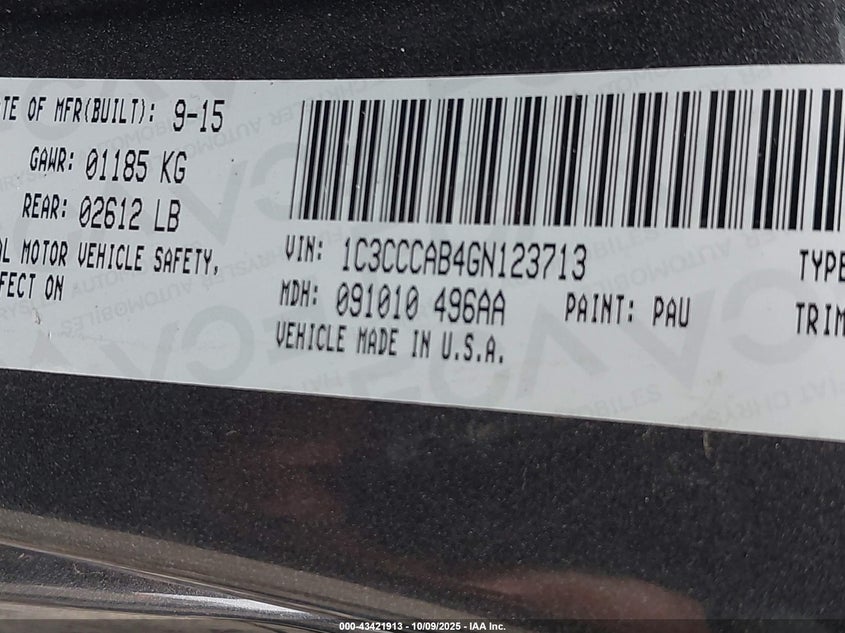 TE OF MFR(BUILT): 9-15
GAWR: 01185 KG
REAR: 02612 LB
MOTOR VEHICLE SAFETY,
FECT ON
VIN: 1C3CCCAB4GN123713
MDH: 091010 496AA
PAINT: PAU
VEHICLE MADE IN U.S.A.
TYPE
TRIM
000-43421913 - 10/09/2025 - IAA Inc.